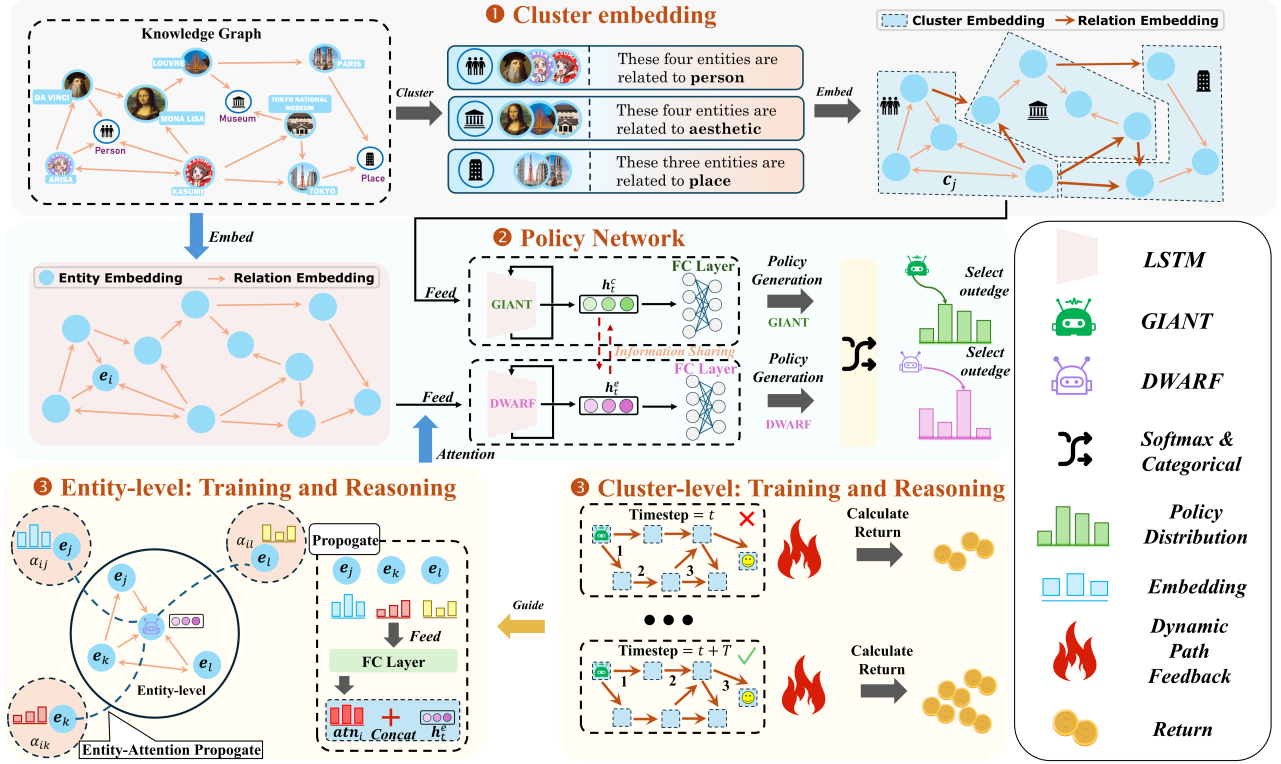 ❶ Cluster embedding
Knowledge Graph
LOUVRE
PARIS
DA VINCI
MONA LISA
Museum
TOKYO NATIONAL
MESEUM
Person
ARISA
KASUMI
TOKYO
Place
Cluster
These four entities are
related to person
These four entities are
related to aesthetic
These three entities are
related to place
Embed
Cluster Embedding
Relation Embedding
c_j
Embed
Entity Embedding
Relation Embedding
e_i
❷ Policy Network
Feed
GIANT
h_t^c
FC Layer
Policy
Generation
GIANT
Information Sharing
Feed
DWARF
h_t^e
FC Layer
Policy
Generation
DWARF
Select
outedge
Select
outedge
Attention
LSTM
GIANT
DWARF
Softmax &
Categorical
Policy
Distribution
Embedding
Dynamic
Path
Feedback
Return
❸ Entity-level: Training and Reasoning
α_ij
e_j
α_il
e_l
e_j
e_k
e_l
Entity-level
α_ik
e_k
Entity-Attention Propogate
Propogate
e_j
e_k
e_l
Feed
FC Layer
atn_i
Concat
h_t^e
Guide
❸ Cluster-level: Training and Reasoning
Timestep = t
1
2
3
Calculate
Return
Timestep = t + T
1
2
3
Calculate
Return